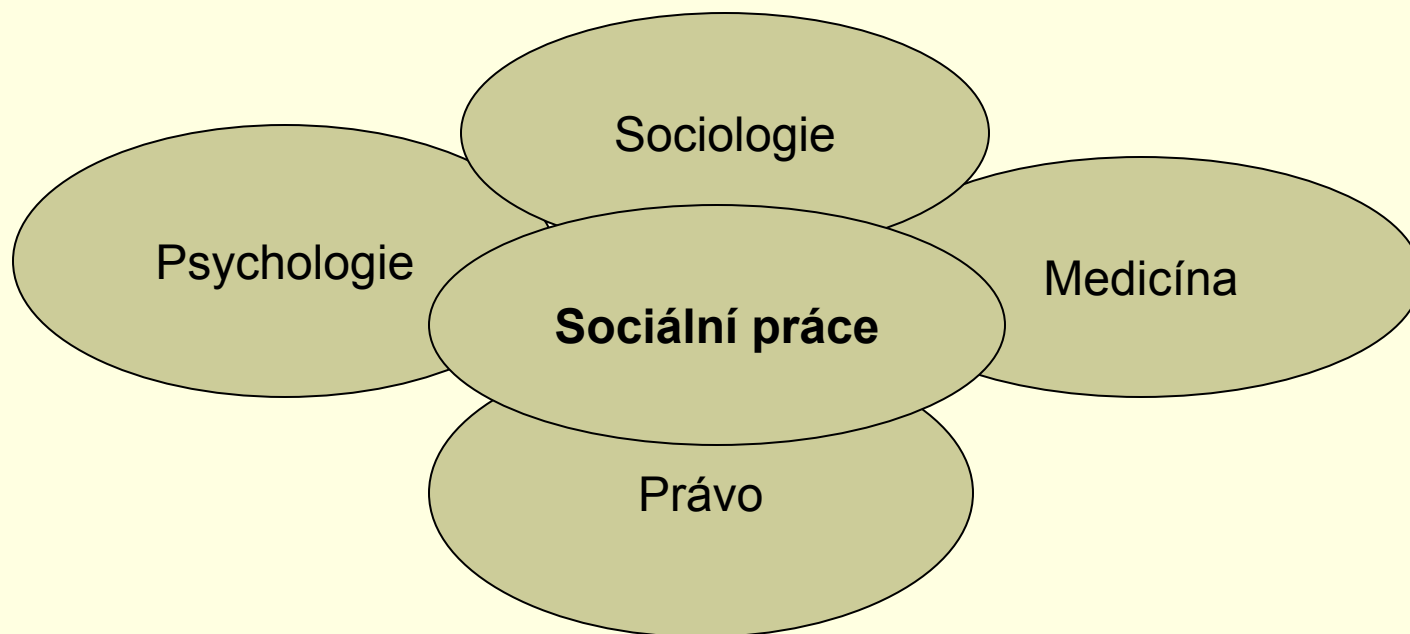 Sociologie
Psychologie
Medicína
Sociální práce
Právo